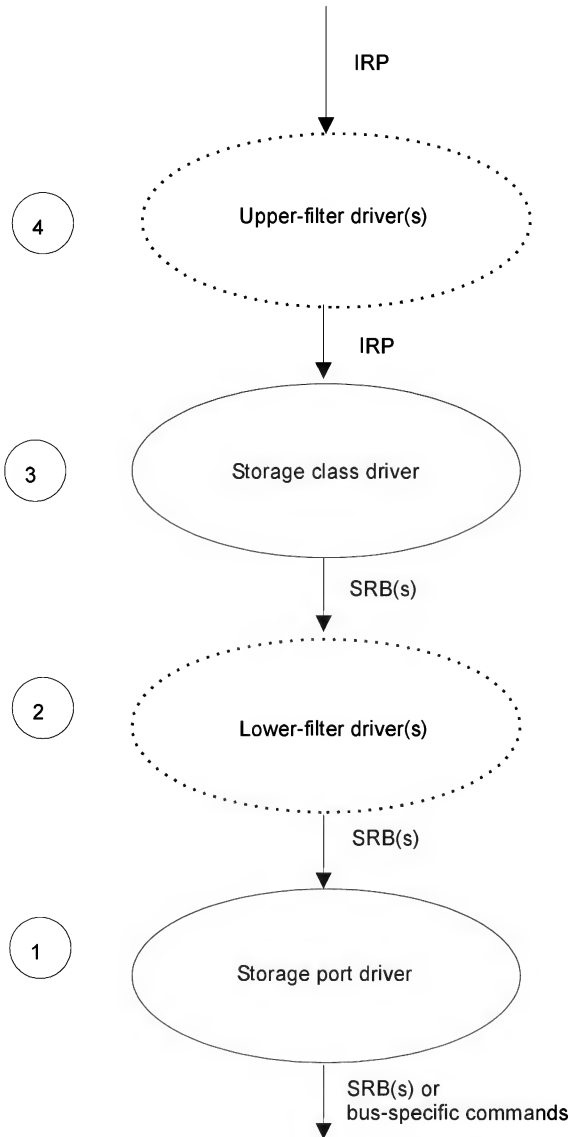 IRP
Upper-filter driver(s)
4
IRP
Storage class driver
3
SRB(s)
Lower-filter driver(s)
2
SRB(s)
Storage port driver
1
SRB(s) or
bus-specific commands